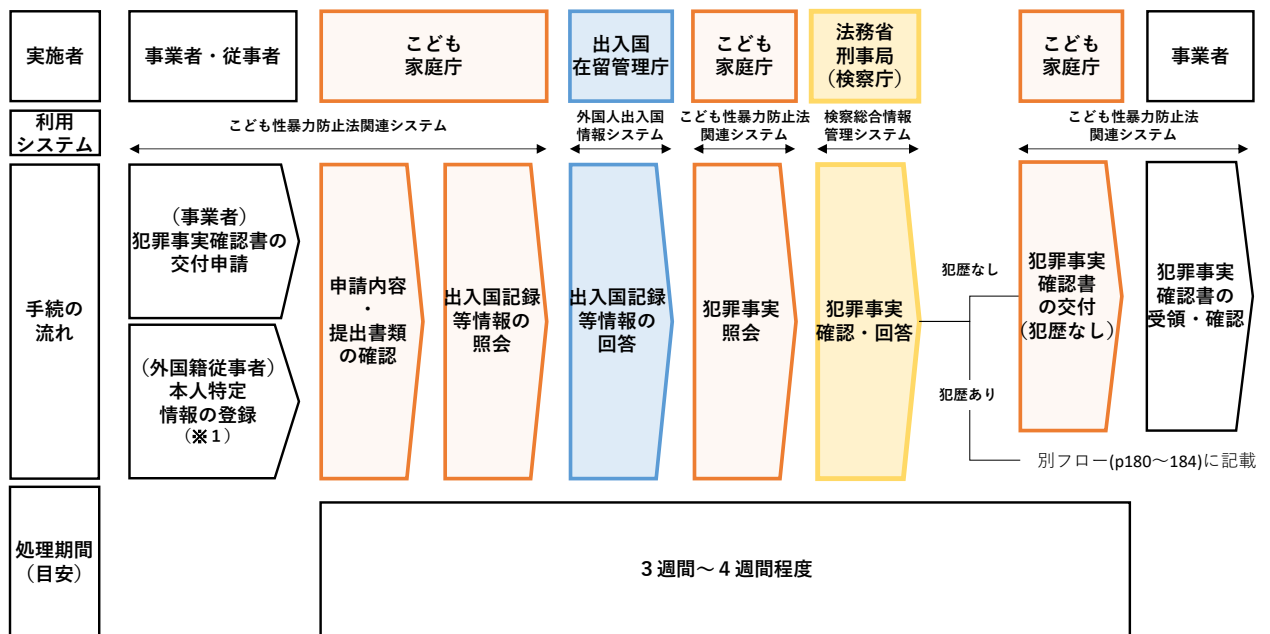 実施者
事業者・従事者
こども
家庭庁
出入国
在留管理庁
こども
家庭庁
法務省
刑事局
（検察庁）
こども
家庭庁
事業者
利用
システム
こども性暴力防止法関連システム
外国人出入国
情報システム
こども性暴力防止法
関連システム
検察総合情報
管理システム
こども性暴力防止法
関連システム
手続の
流れ
（事業者）
犯罪事実確認書の
交付申請
（外国籍従事者）
本人特定
情報の登録
（※１）
申請内容
・
提出書類
の確認
出入国記録
等情報の
照会
出入国記録
等情報の
回答
犯罪事実
照会
犯罪事実
確認・回答
犯歴なし
犯歴あり
犯罪事実
確認書
の交付
（犯歴なし）
犯罪事実
確認書の
受領・確認
別フロー(p180～184)に記載
処理期間
（目安）
３週間～４週間程度